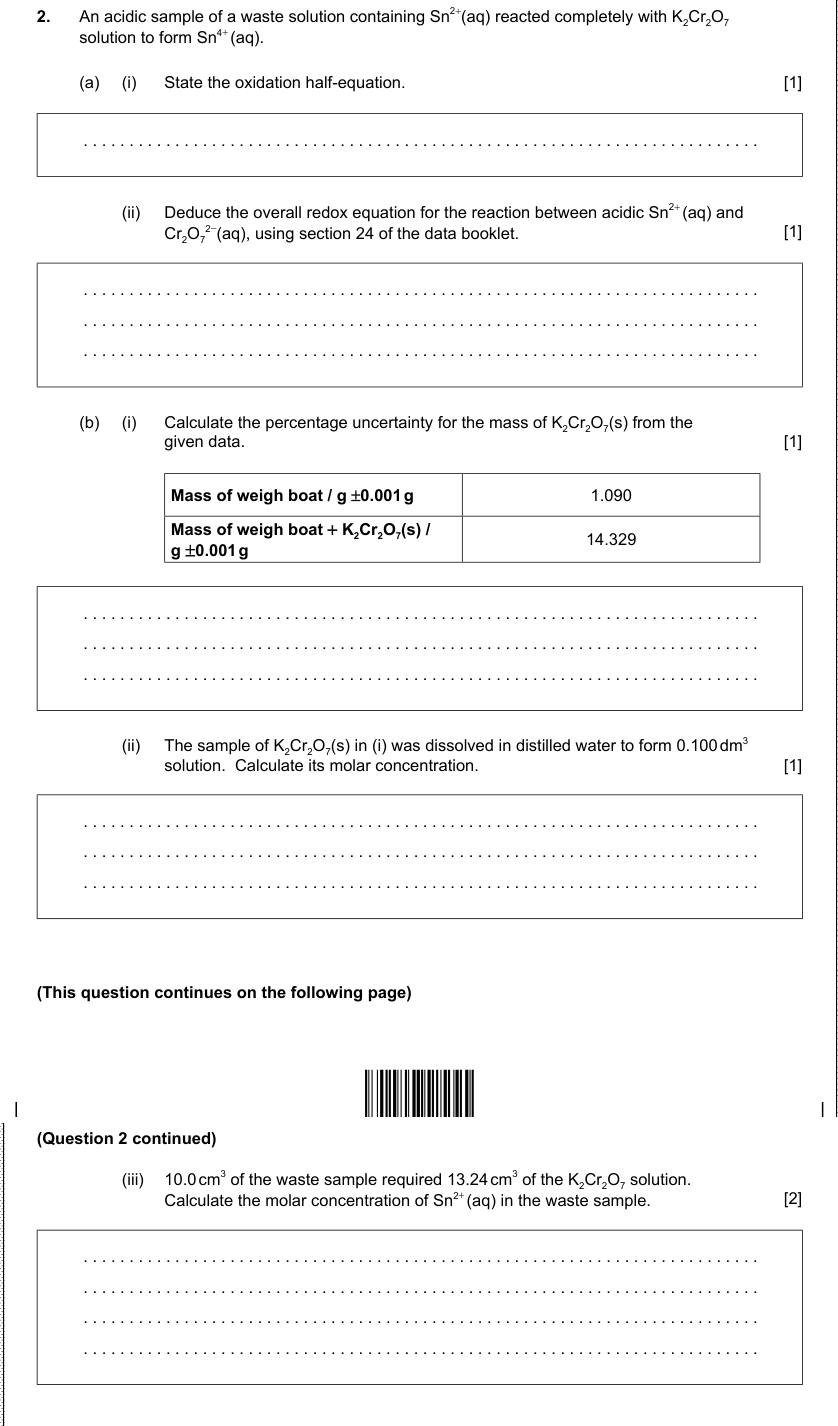 2. An acidic sample of a waste solution containing Sn²⁺(aq) reacted completely with K₂Cr₂O₇
solution to form Sn⁴⁺(aq).
(a) (i) State the oxidation half-equation. [1]
(ii) Deduce the overall redox equation for the reaction between acidic Sn²⁺(aq) and
Cr₂O₇²⁻(aq), using section 24 of the data booklet. [1]
(b) (i) Calculate the percentage uncertainty for the mass of K₂Cr₂O₇(s) from the
given data. [1]
Mass of weigh boat / g ±0.001 g 1.090
Mass of weigh boat + K₂Cr₂O₇(s) /
g ±0.001 g 14.329
(ii) The sample of K₂Cr₂O₇(s) in (i) was dissolved in distilled water to form 0.100 dm³
solution. Calculate its molar concentration. [1]
(This question continues on the following page)
(Question 2 continued)
(iii) 10.0 cm³ of the waste sample required 13.24 cm³ of the K₂Cr₂O₇ solution.
Calculate the molar concentration of Sn²⁺(aq) in the waste sample. [2]